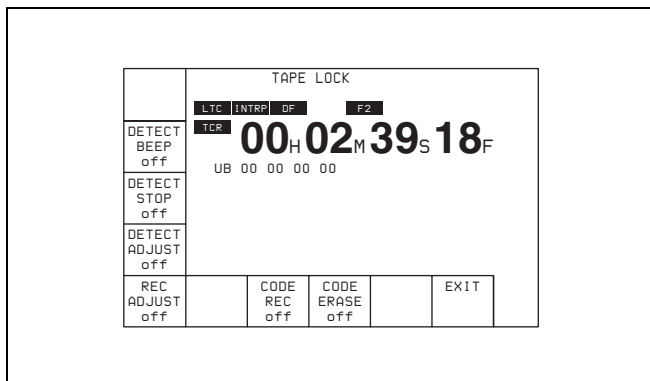 TAPE LOCK
LTC INTRP DF F2
TCR 00H 02M 39S 18F
UB 00 00 00 00
DETECT
BEEP
off
DETECT
STOP
off
DETECT
ADJUST
off
REC
ADJUST
off
CODE
REC
off
CODE
ERASE
off
EXIT